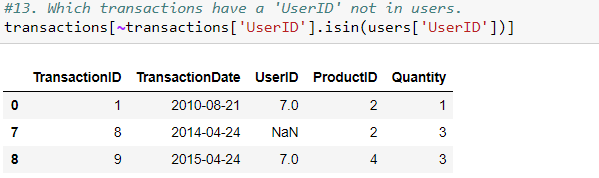 #13. Which transactions have a 'UserID' not in users.
transactions[~transactions['UserID'].isin(users['UserID'])]
TransactionID TransactionDate UserID ProductID Quantity
0 1 2010-08-21 7.0 2 1
7 8 2014-04-24 NaN 2 3
8 9 2015-04-24 7.0 4 3